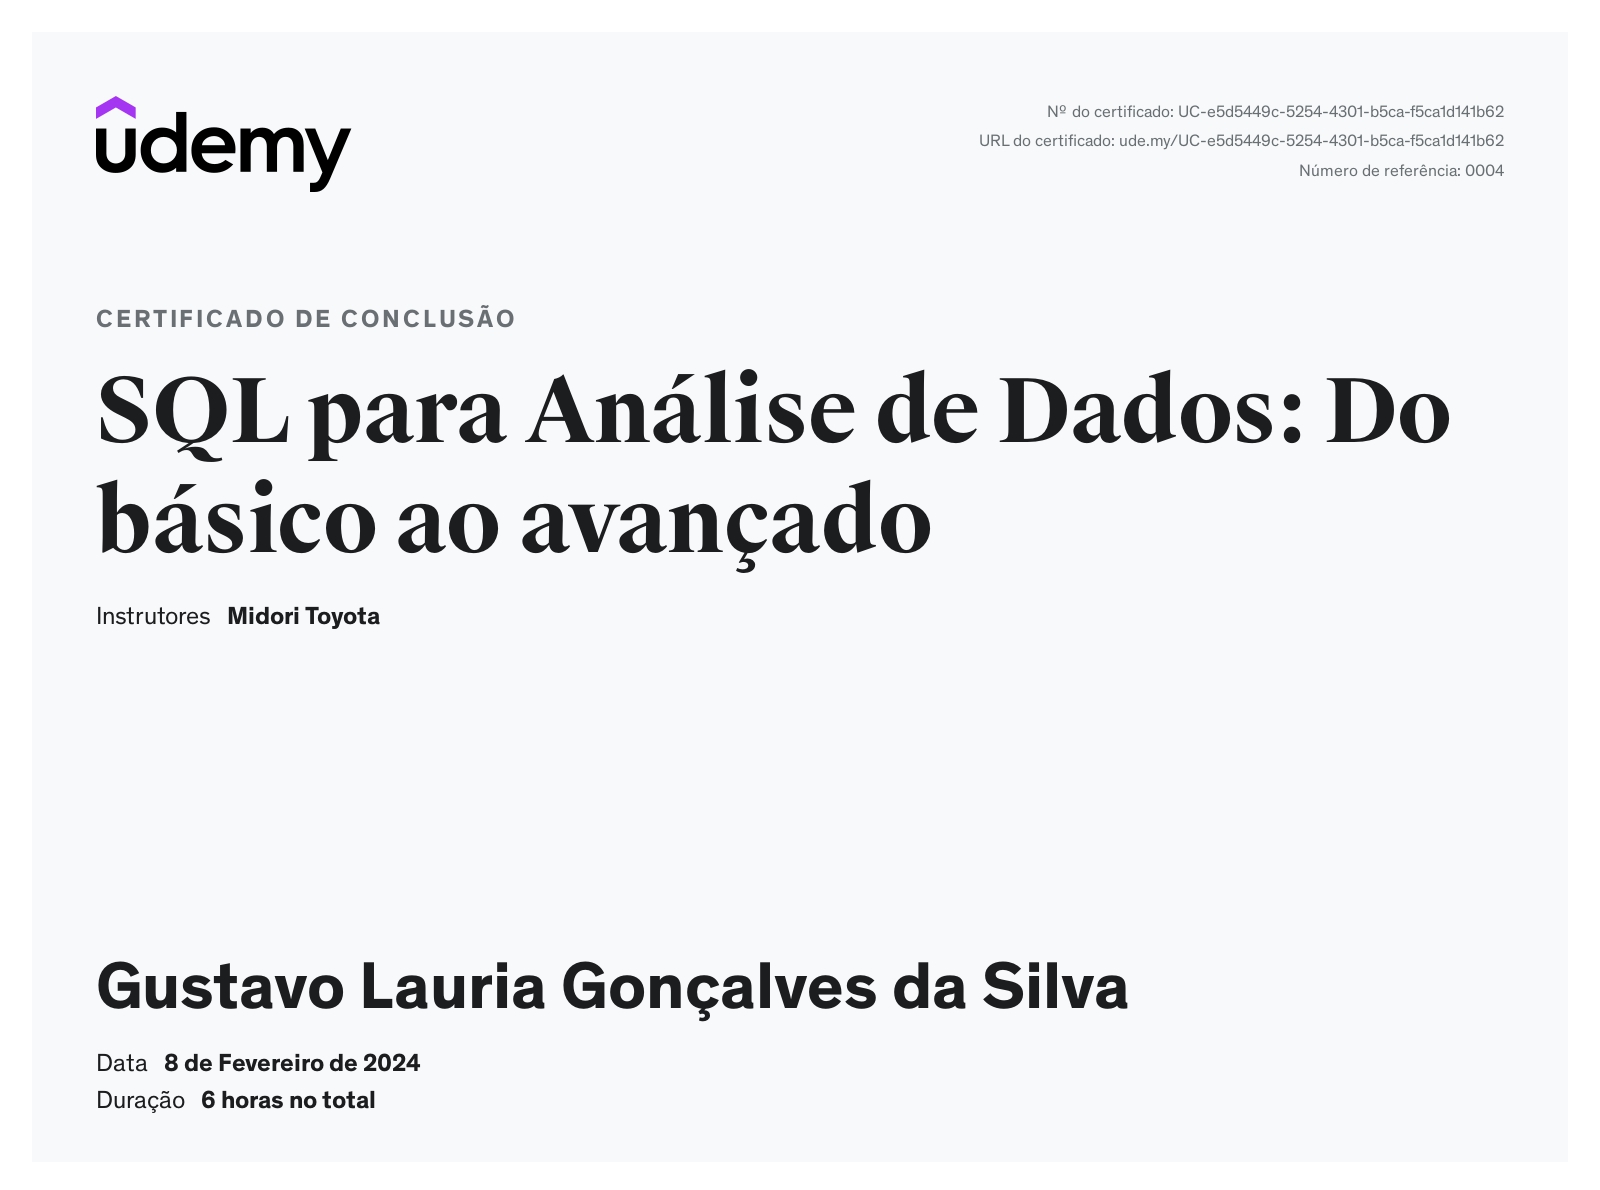 udemy
Nº do certificado: UC-e5d5449c-5254-4301-b5ca-f5ca1d141b62
URL do certificado: ude.my/UC-e5d5449c-5254-4301-b5ca-f5ca1d141b62
Número de referência: 0004
CERTIFICADO DE CONCLUSÃO
SQL para Análise de Dados: Do
básico ao avançado
Instrutores Midori Toyota
Gustavo Lauria Gonçalves da Silva
Data 8 de Fevereiro de 2024
Duração 6 horas no total